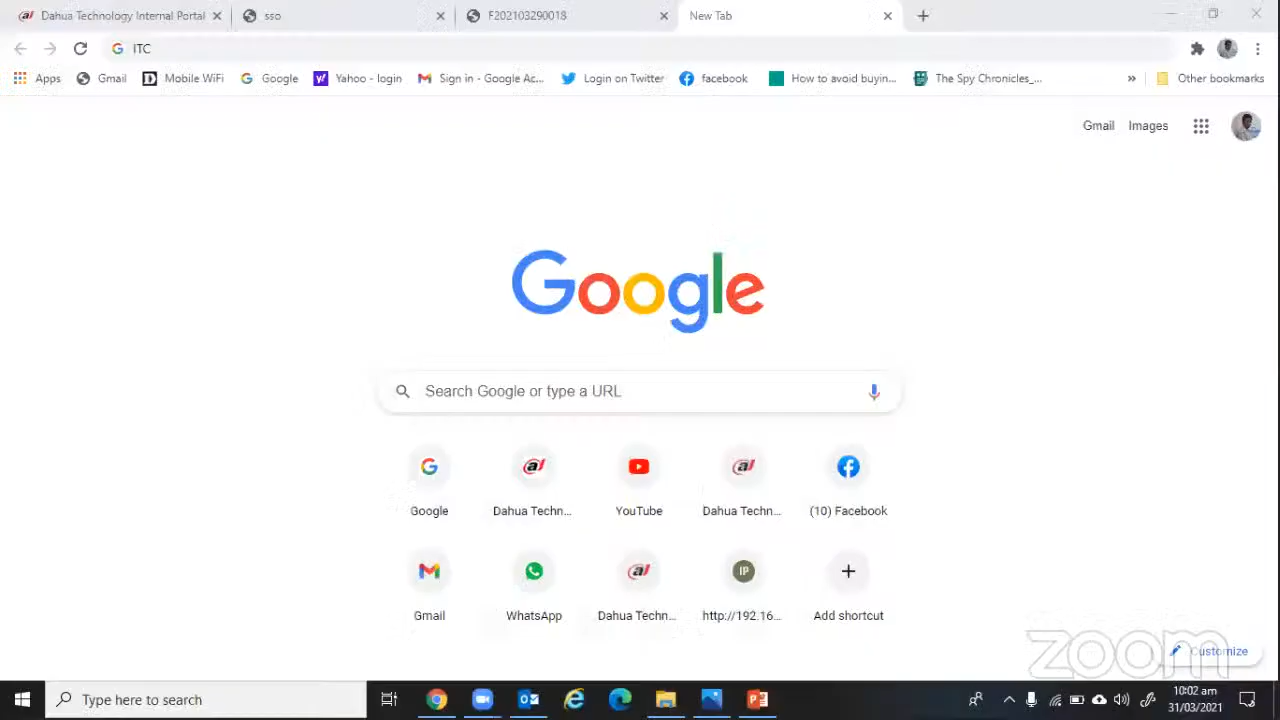 Dahua Technology Internal Portal
sso
F202103290018
New Tab
ITC
Apps
Gmail
Mobile WiFi
Google
Yahoo - login
Sign in - Google Ac...
Login on Twitter
facebook
How to avoid buyin...
The Spy Chronicles_...
»
Other bookmarks
Gmail
Images
Google
Search Google or type a URL
Google
Dahua Techn...
YouTube
Dahua Techn...
(10) Facebook
Gmail
WhatsApp
Dahua Techn...
IP
http://192.16...
Add shortcut
zoom
Customize
Type here to search
10:02 am
31/03/2021